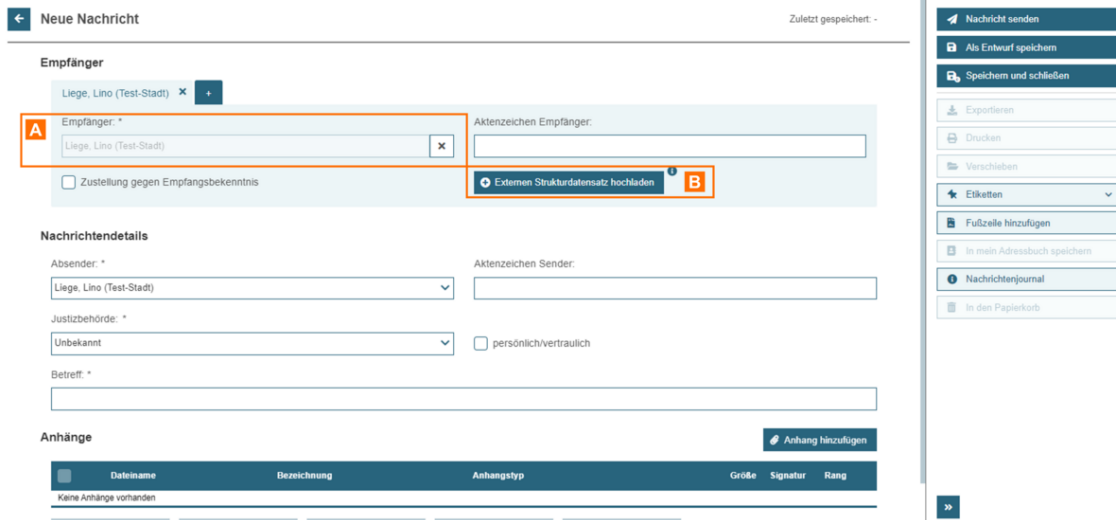 Neue Nachricht
Zuletzt gespeichert: -
Empfänger
Liege, Lino (Test-Stadt) ✕ +
A
Empfänger: *
Aktenzeichen Empfänger:
Liege, Lino (Test-Stadt) ✕
Zustellung gegen Empfangsbekenntnis
Externen Strukturdatensatz hochladen
B
Nachrichtendetails
Absender: *
Aktenzeichen Sender:
Liege, Lino (Test-Stadt)
Justizbehörde: *
Unbekannt
persönlich/vertraulich
Betreff: *
Anhänge
Anhang hinzufügen
Dateiname Bezeichnung Anhangstyp Größe Signatur Rang
Keine Anhänge vorhanden
Nachricht senden
Als Entwurf speichern
Speichern und schließen
Exportieren
Drucken
Verschieben
Etiketten
Fußzeile hinzufügen
In mein Adressbuch speichern
Nachrichtenjournal
In den Papierkorb
»